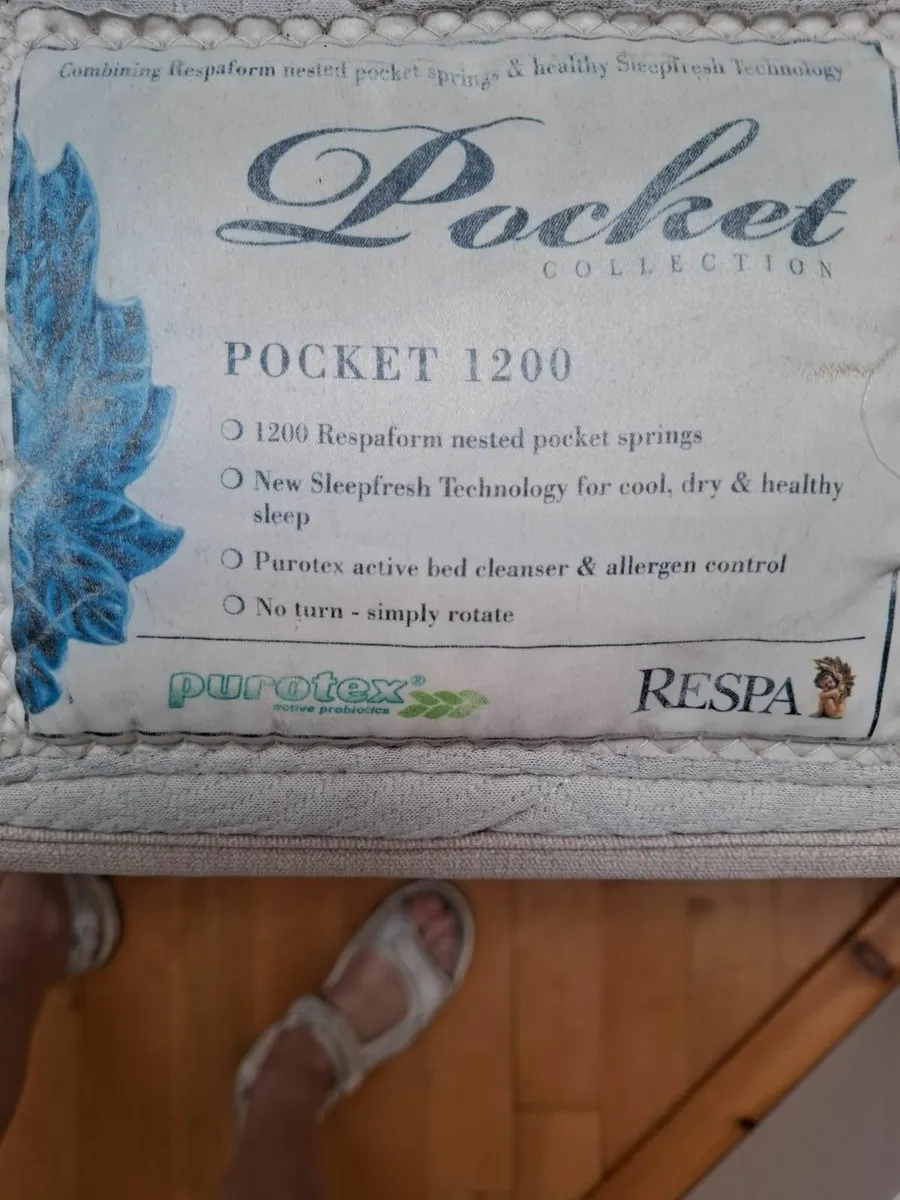 Combining Respaform nested pocket springs & healthy Sleepfresh Technology
Pocket
COLLECTION
POCKET 1200
1200 Respaform nested pocket springs
New Sleepfresh Technology for cool, dry & healthy
sleep
Purotex active bed cleanser & allergen control
No turn - simply rotate
purotex®
active probiotics
RESPA